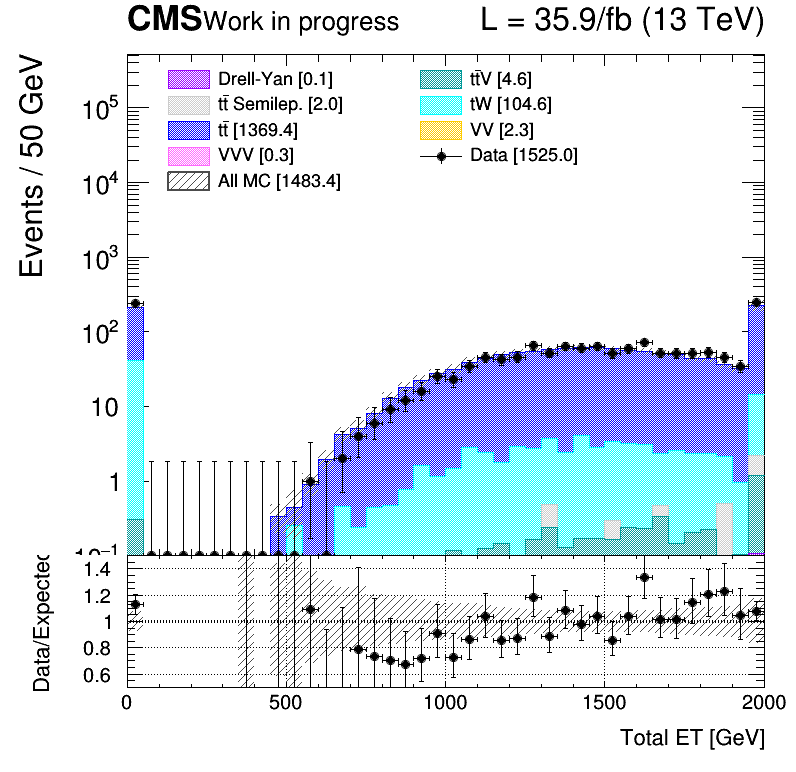 CMS Work in progress L = 35.9/fb (13 TeV)
Events / 50 GeV
Drell-Yan [0.1]
tt̄ Semilep. [2.0]
tt̄ [1369.4]
VVV [0.3]
All MC [1483.4]
tt̄V [4.6]
tW [104.6]
VV [2.3]
Data [1525.0]
10⁵
10⁴
10³
10²
10
1
10⁻¹
Data/Expected
1.4
1.2
1
0.8
0.6
0 500 1000 1500 2000
Total ET [GeV]